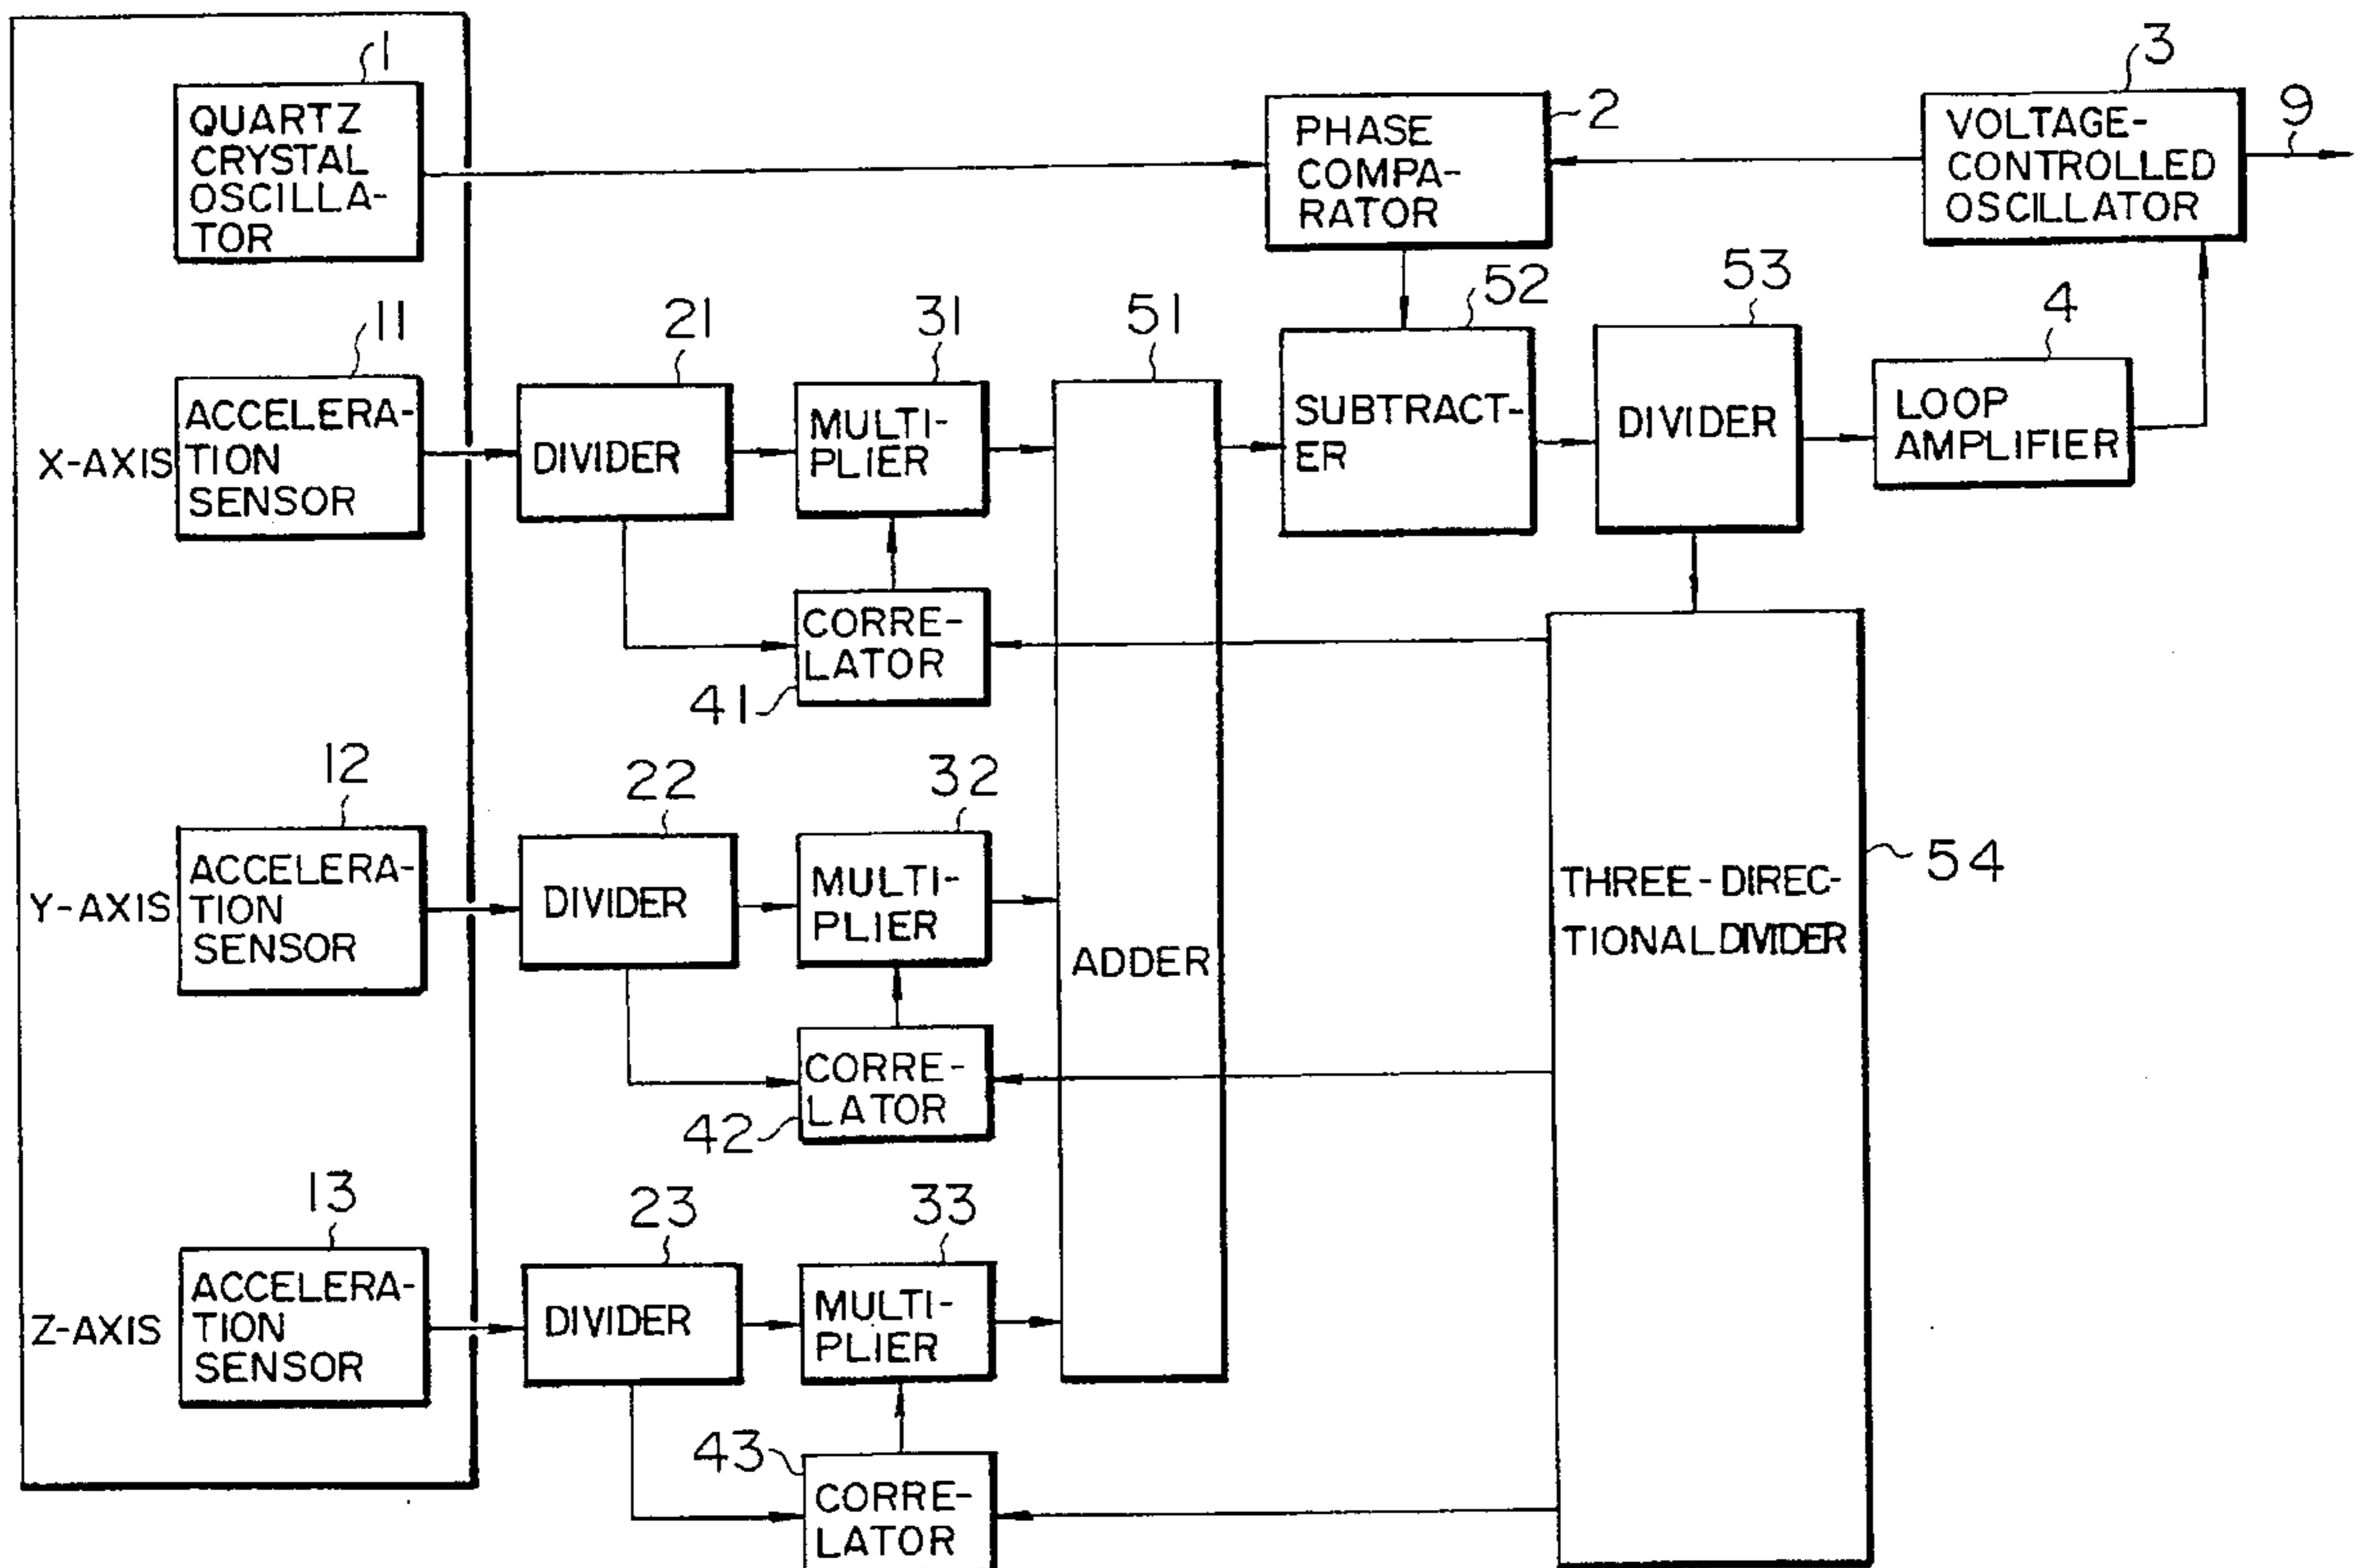 1
QUARTZ
CRYSTAL
OSCILLA-
TOR
2
PHASE
COMPA-
RATOR
3
VOLTAGE-
CONTROLLED
OSCILLATOR
9
X-AXIS
11
ACCELERA-
TION
SENSOR
21
DIVIDER
31
MULTI-
PLIER
41
CORRE-
LATOR
51
ADDER
52
SUBTRACT-
ER
53
DIVIDER
4
LOOP
AMPLIFIER
Y-AXIS
12
ACCELERA-
TION
SENSOR
22
DIVIDER
32
MULTI-
PLIER
42
CORRE-
LATOR
54
THREE-DIREC-
TIONAL DIVIDER
Z-AXIS
13
ACCELERA-
TION
SENSOR
23
DIVIDER
33
MULTI-
PLIER
43
CORRE-
LATOR